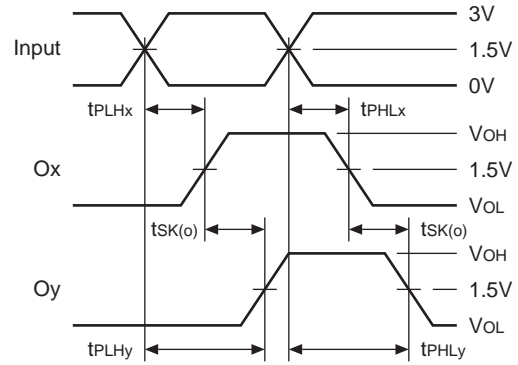 3V
Input 1.5V
0V
tPLHx tPHLx
VOH
Ox 1.5V
VOL
tSK(o) tSK(o)
VOH
Oy 1.5V
VOL
tPLHy tPHLy